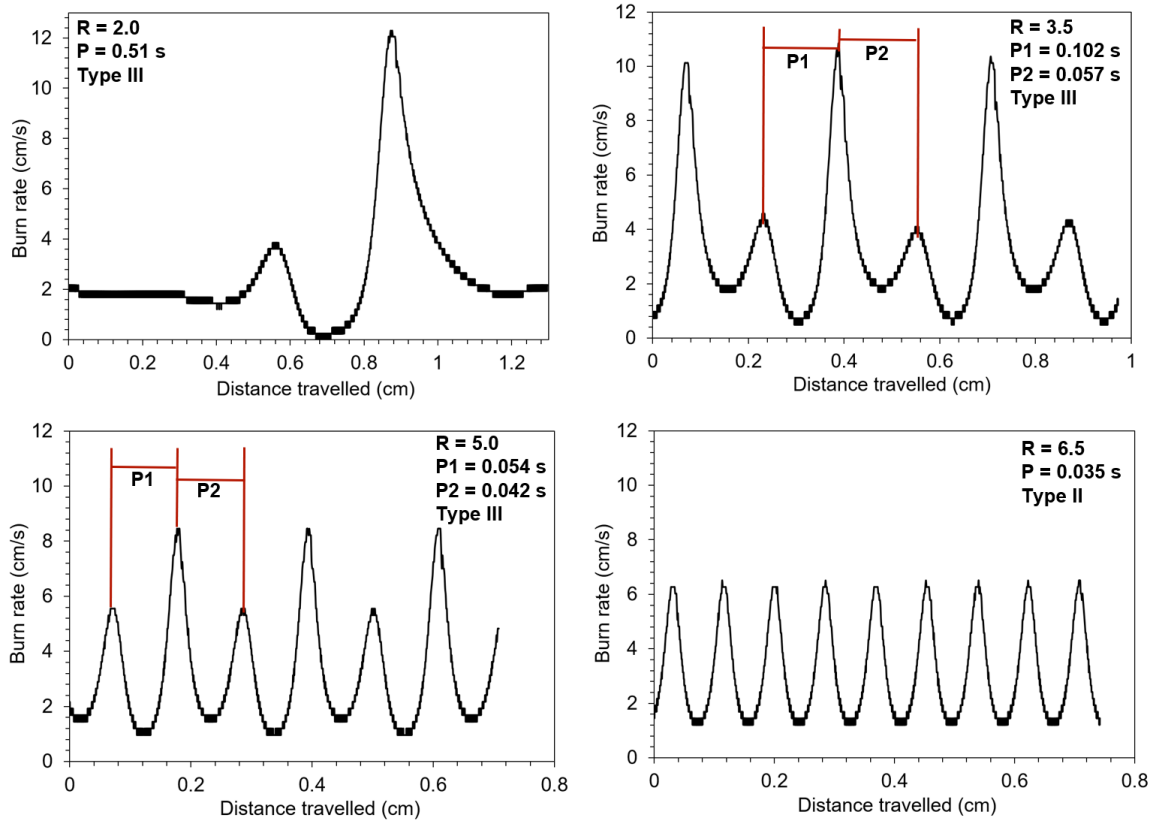 R = 2.0
P = 0.51 s
Type III
Burn rate (cm/s)
12
10
8
6
4
2
0
0 0.2 0.4 0.6 0.8 1 1.2
Distance travelled (cm)
R = 3.5
P1 = 0.102 s
P2 = 0.057 s
Type III
P1
P2
Burn rate (cm/s)
12
10
8
6
4
2
0
0 0.2 0.4 0.6 0.8 1
Distance travelled (cm)
R = 5.0
P1 = 0.054 s
P2 = 0.042 s
Type III
P1
P2
Burn rate (cm/s)
12
10
8
6
4
2
0
0 0.2 0.4 0.6 0.8
Distance travelled (cm)
R = 6.5
P = 0.035 s
Type II
Burn rate (cm/s)
12
10
8
6
4
2
0
0 0.2 0.4 0.6 0.8
Distance travelled (cm)